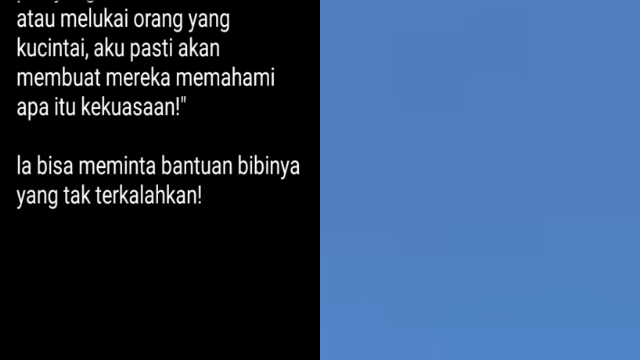 atau melukai orang yang
kucintai, aku pasti akan
membuat mereka memahami
apa itu kekuasaan!"
Ia bisa meminta bantuan bibinya
yang tak terkalahkan!